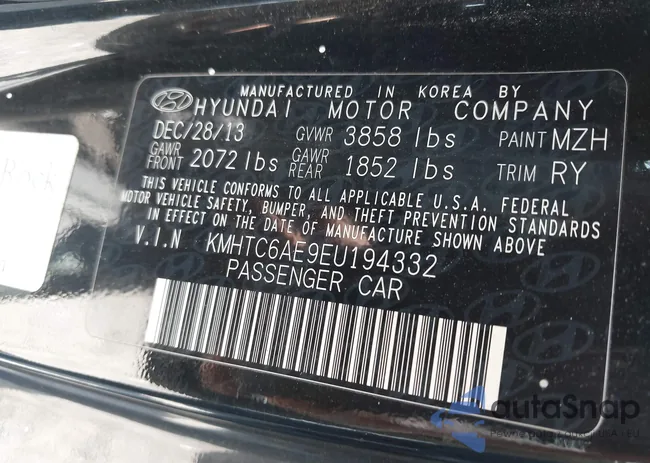 MANUFACTURED IN KOREA BY
HYUNDAI MOTOR COMPANY
DEC/28/13 GVWR 3858 lbs PAINT MZH
GAWR FRONT 2072 lbs GAWR REAR 1852 lbs TRIM RY
THIS VEHICLE CONFORMS TO ALL APPLICABLE U.S.A. FEDERAL
MOTOR VEHICLE SAFETY, BUMPER, AND THEFT PREVENTION STANDARDS
IN EFFECT ON THE DATE OF MANUFACTURE SHOWN ABOVE
V.I.N KMHTC6AE9EU194332
PASSENGER CAR
autoSnap